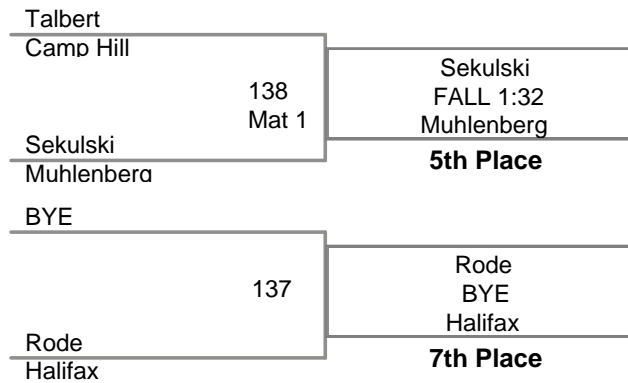 Talbert
Camp Hill
138
Mat 1
Sekulski
Muhlenberg
Sekulski
FALL 1:32
Muhlenberg
5th Place
BYE
137
Rode
Halifax
Rode
BYE
Halifax
7th Place